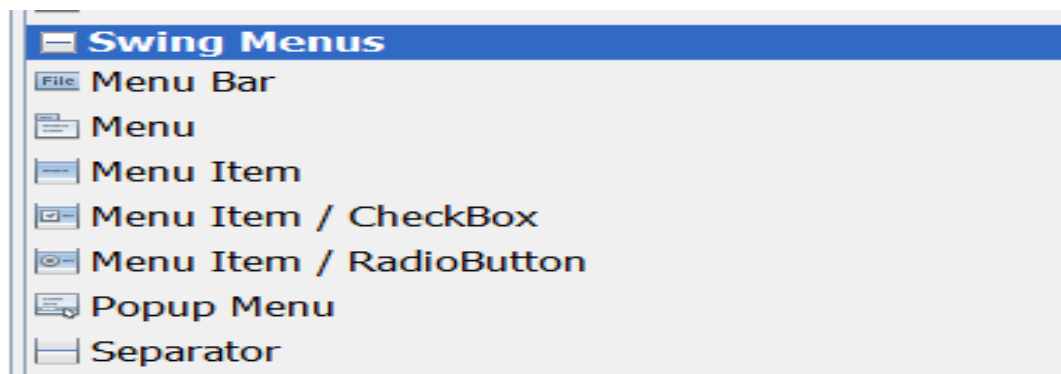 Swing Menus
File Menu Bar
Menu
Menu Item
Menu Item / CheckBox
Menu Item / RadioButton
Popup Menu
Separator